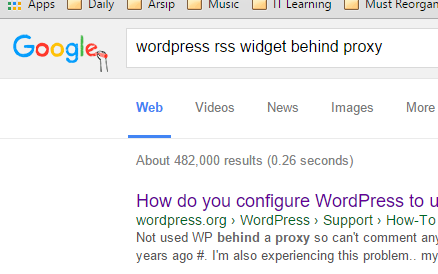 Apps Daily Arsip Music IT Learning Must Reorgan
Google
wordpress rss widget behind proxy
Web Videos News Images More
About 482,000 results (0.26 seconds)
How do you configure WordPress to u
wordpress.org › WordPress › Support › How-To
Not used WP behind a proxy so can't comment any
years ago #. I'm also experiencing this problem.. my